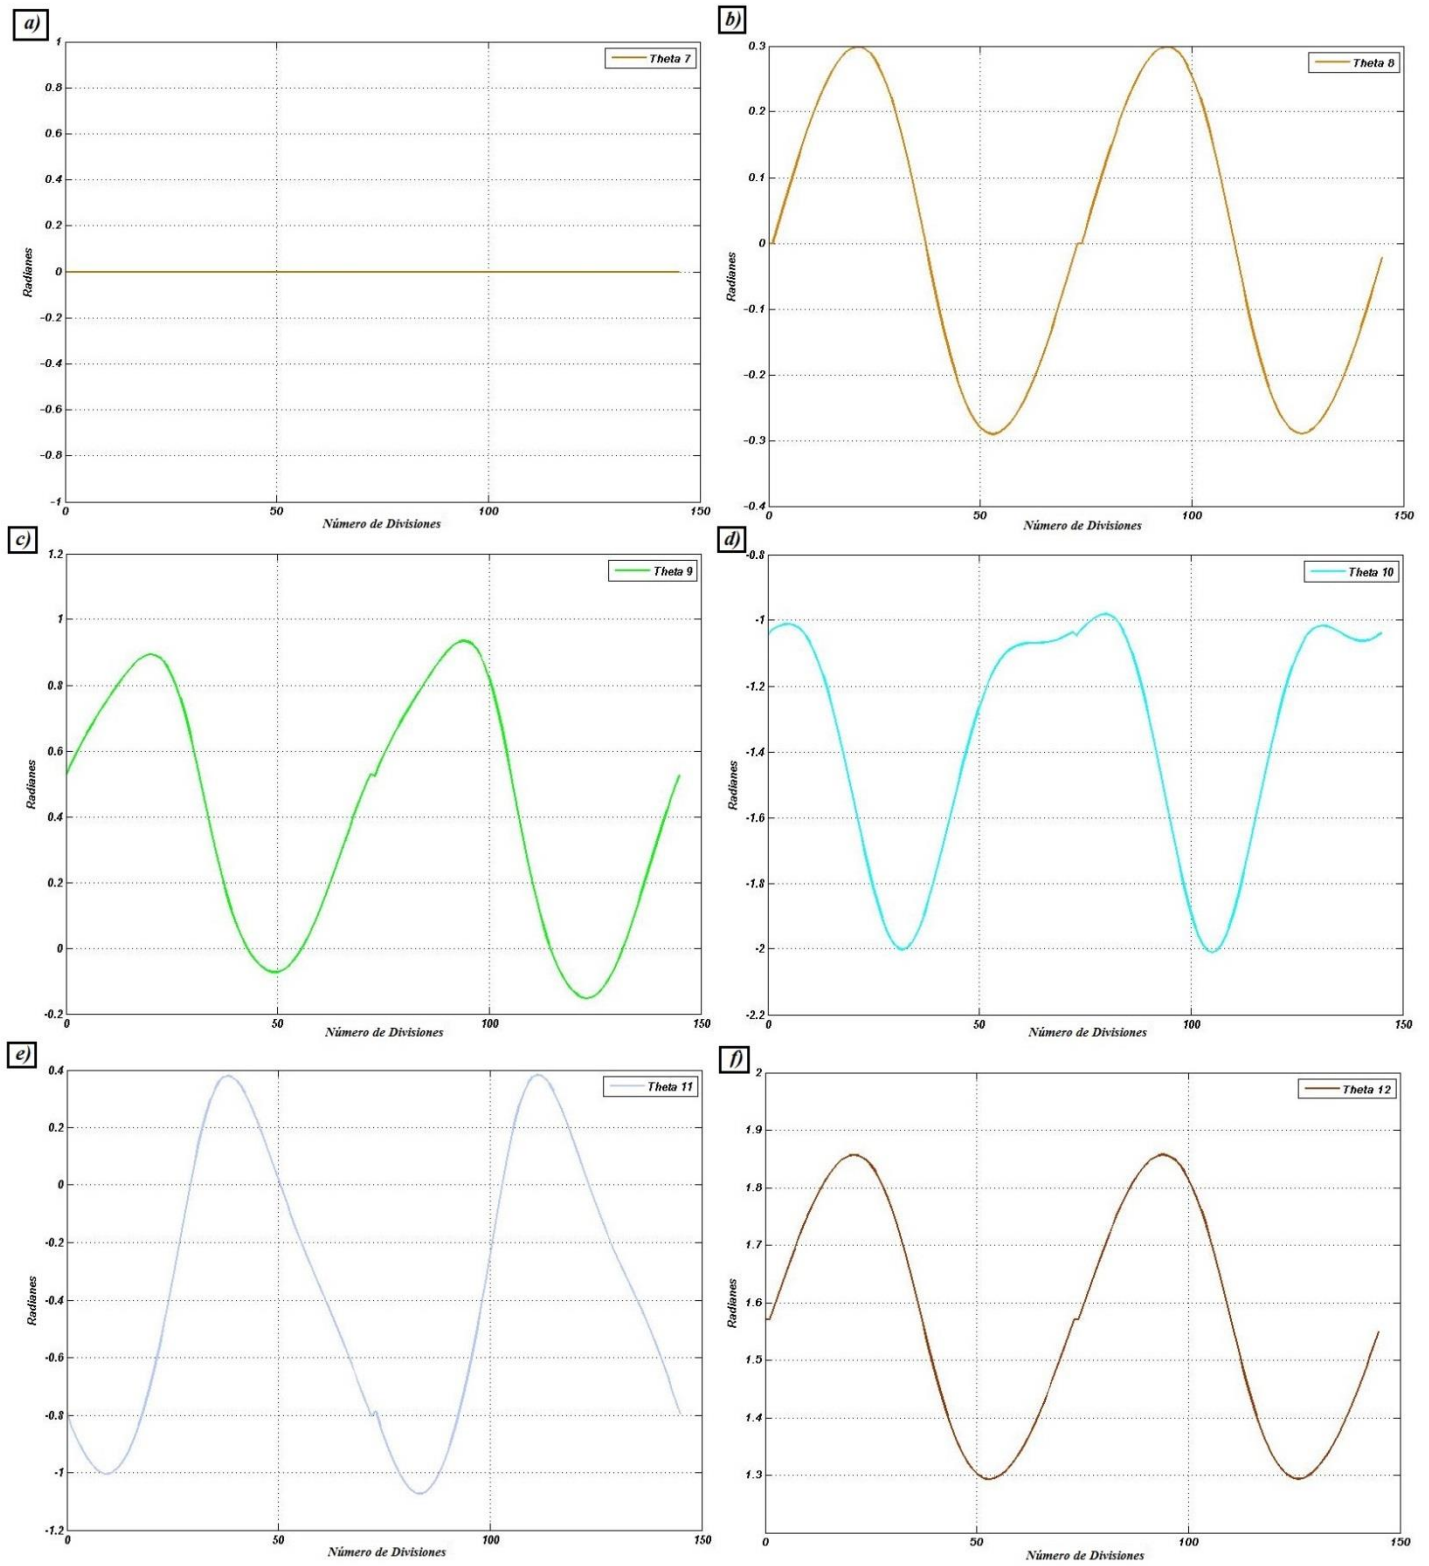 a)
1
0.8
0.6
0.4
0.2
0
-0.2
-0.4
-0.6
-0.8
-1
Radianes
Theta 7
0 50 100 150
Número de Divisiones
b)
0.3
0.2
0.1
0
-0.1
-0.2
-0.3
-0.4
Radianes
Theta 8
0 50 100 150
Número de Divisiones
c)
1.2
1
0.8
0.6
0.4
0.2
0
-0.2
Radianes
Theta 9
0 50 100 150
Número de Divisiones
d)
-0.8
-1
-1.2
-1.4
-1.6
-1.8
-2
-2.2
Radianes
Theta 10
0 50 100 150
Número de Divisiones
e)
0.4
0.2
0
-0.2
-0.4
-0.6
-0.8
-1
-1.2
Radianes
Theta 11
0 50 100 150
Número de Divisiones
f)
2
1.9
1.8
1.7
1.6
1.5
1.4
1.3
Radianes
Theta 12
0 50 100 150
Número de Divisiones